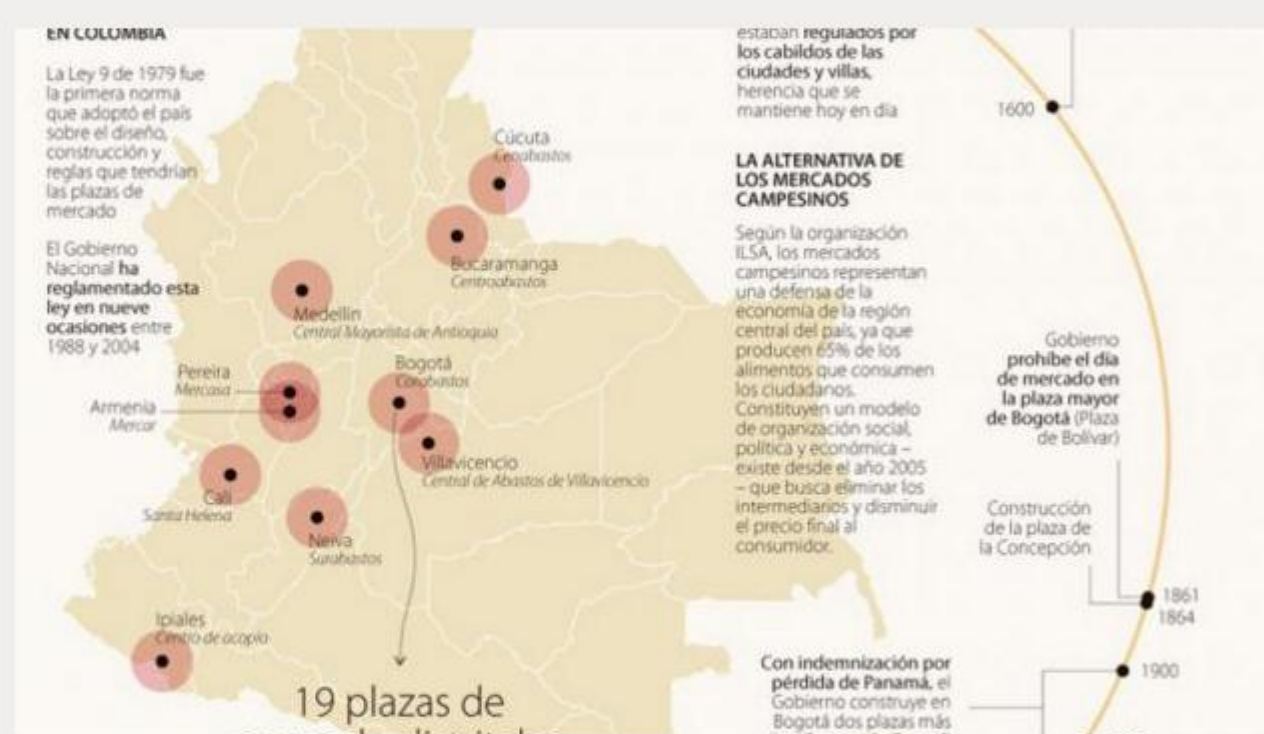 EN COLOMBIA
La Ley 9 de 1979 fue
la primera norma
que adoptó el país
sobre el diseño,
construcción y
reglas que tendrían
las plazas de
mercado
El Gobierno
Nacional ha
reglamentado esta
ley en nueve
ocasiones entre
1988 y 2004
Cúcuta
Cenabastos
Bucaramanga
Centroabastos
Medellín
Central Mayorista de Antioquia
Pereira
Mercasa
Armenia
Mercar
Bogotá
Corabastos
Villavicencio
Central de Abastos de Villavicencio
Cali
Santa Helena
Neiva
Surabastos
Ipiales
Centro de acopio
19 plazas de
estaban regulados por
los cabildos de las
ciudades y villas,
herencia que se
mantiene hoy en día
LA ALTERNATIVA DE
LOS MERCADOS
CAMPESINOS
Según la organización
ILSA, los mercados
campesinos representan
una defensa de la
economía de la región
central del país, ya que
producen 65% de los
alimentos que consumen
los ciudadanos.
Constituyen un modelo
de organización social,
política y económica –
existe desde el año 2005
– que busca eliminar los
intermediarios y disminuir
el precio final al
consumidor.
1600
Gobierno
prohíbe el día
de mercado en
la plaza mayor
de Bogotá (Plaza
de Bolívar)
Construcción
de la plaza de
la Concepción
1861
1864
1900
Con indemnización por
pérdida de Panamá, el
Gobierno construye en
Bogotá dos plazas más